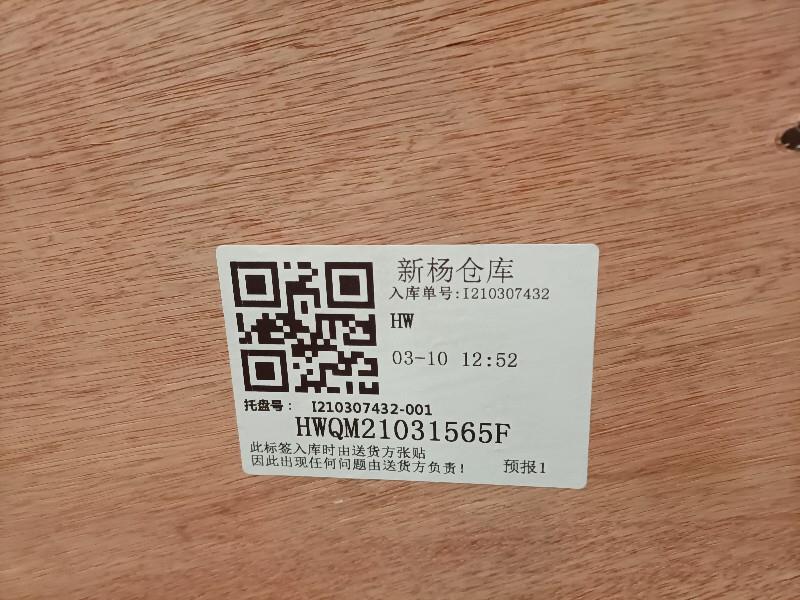 新杨仓库
入库单号:I210307432
HW
03-10 12:52
托盘号： I210307432-001
HWQM21031565F
此标签入库时由送货方张贴
因此出现任何问题由送货方负责!
预报1